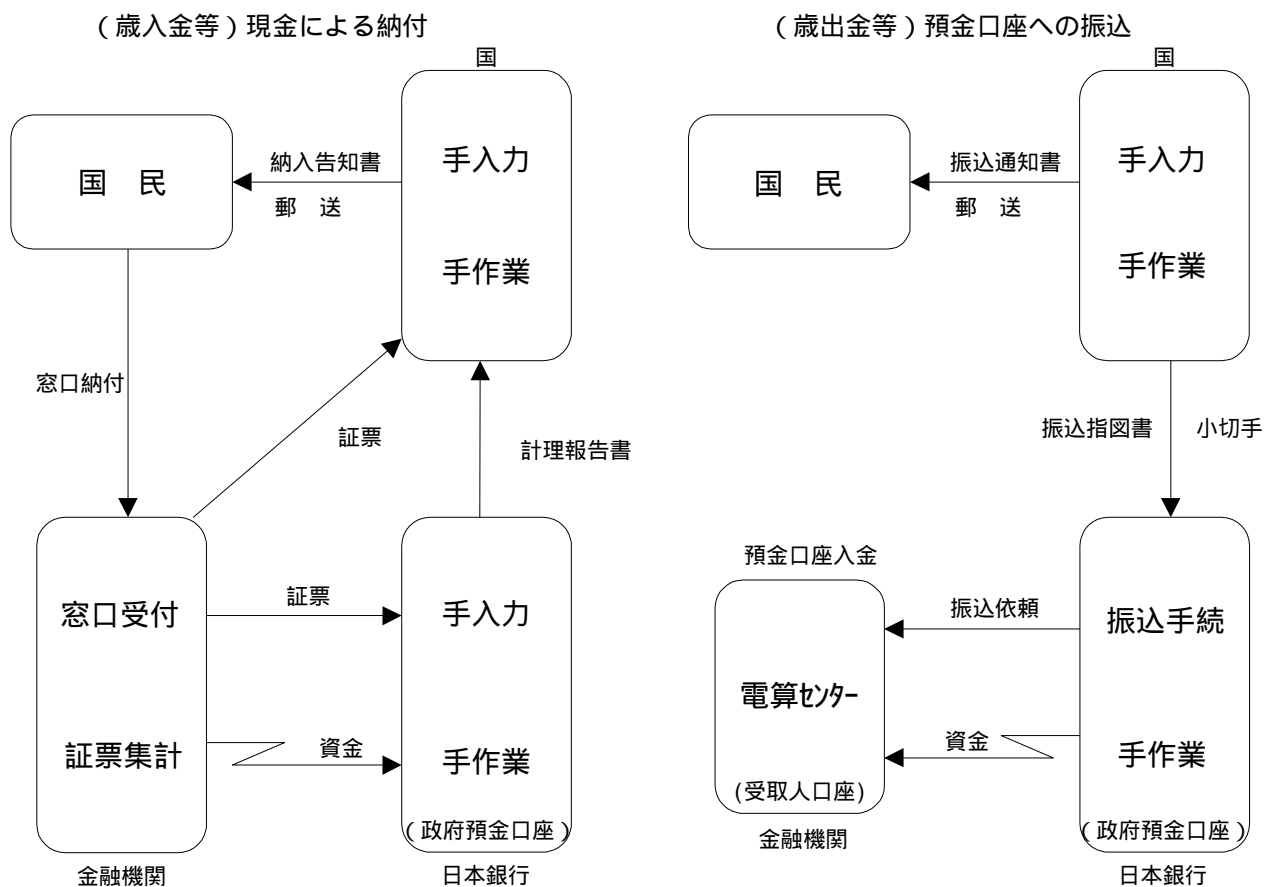 （歳入金等）現金による納付
国
国　民
納入告知書
郵　送
手入力
手作業
窓口納付
証票
計理報告書
窓口受付
証票集計
証票
資金
手入力
手作業
（政府預金口座）
金融機関
日本銀行
（歳出金等）預金口座への振込
国
国　民
振込通知書
郵　送
手入力
手作業
振込指図書
小切手
預金口座入金
電算ｾﾝﾀｰ
(受取人口座)
金融機関
振込依頼
資金
振込手続
手作業
（政府預金口座）
日本銀行